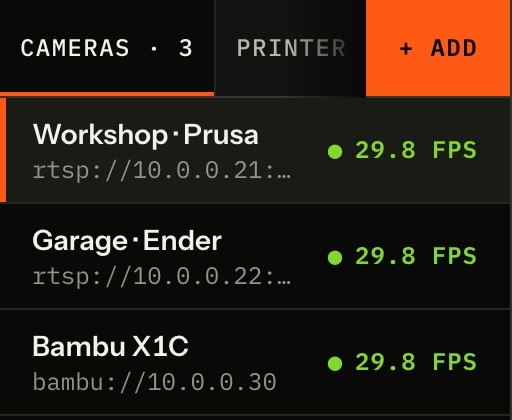 CAMERAS · 3
PRINTER
+ ADD
Workshop · Prusa
rtsp://10.0.0.21:…
● 29.8 FPS
Garage · Ender
rtsp://10.0.0.22:…
● 29.8 FPS
Bambu X1C
bambu://10.0.0.30
● 29.8 FPS